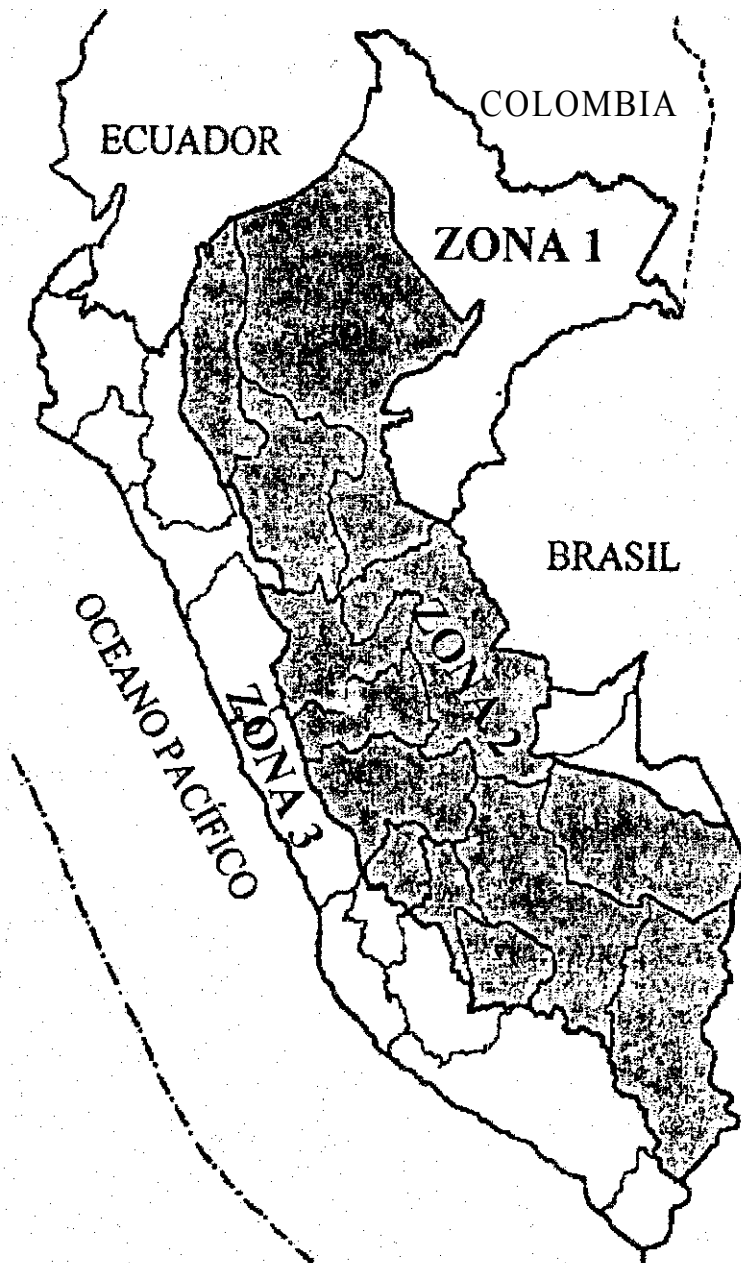 COLOMBIA
ECUADOR
ZONA 1
BRASIL
ZONA 2
OCEANO PACÍFICO
ZONA 3